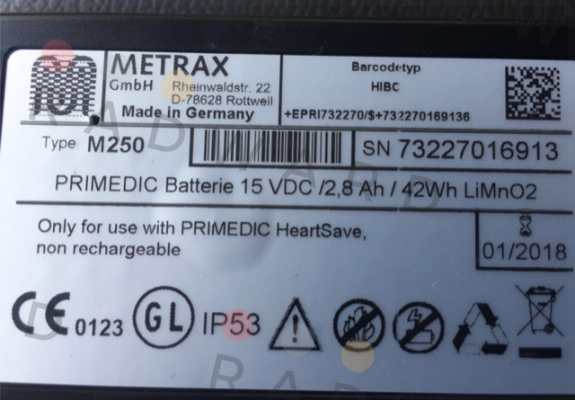 METRAX
GmbH Rheinwaldstr. 22
D-78628 Rottweil
Made in Germany
Barcodetyp
HIBC
+EPRI732270/$+732270169136
Type M250
SN 73227016913
PRIMEDIC Batterie 15 VDC /2,8 Ah / 42Wh LiMnO2
Only for use with PRIMEDIC HeartSave,
non rechargeable
01/2018
CE 0123 GL IP53
RADWARD